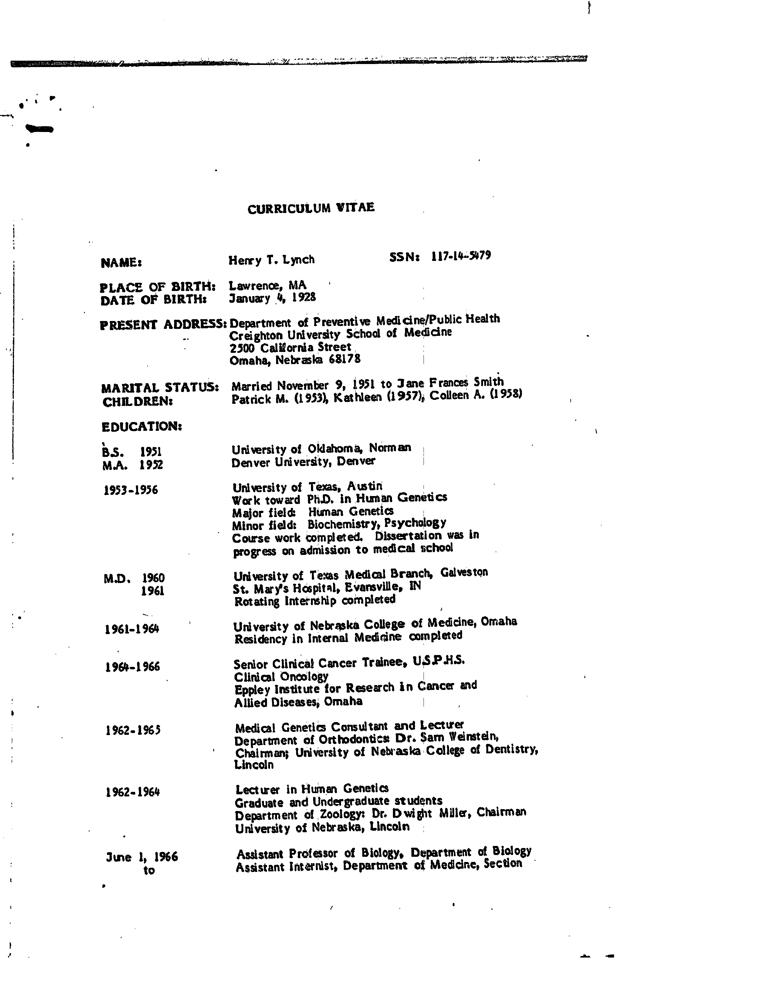 CURRICULUM VITAE
NAME: Henry T. Lynch SSN: 117-14-5479
PLACE OF BIRTH: Lawrence, MA
DATE OF BIRTH: January 4, 1928
PRESENT ADDRESS: Department of Preventive Medicine/Public Health
Creighton University School of Medicine
2500 California Street
Omaha, Nebraska 68178
MARITAL STATUS: Married November 9, 1951 to Jane Frances Smith
CHILDREN: Patrick M. (1953), Kathleen (1957), Colleen A. (1958)
EDUCATION:
B.S. 1951 University of Oklahoma, Norman
M.A. 1952 Denver University, Denver
1953-1956 University of Texas, Austin
Work toward Ph.D. in Human Genetics
Major field: Human Genetics
Minor field: Biochemistry, Psychology
Course work completed. Dissertation was in
progress on admission to medical school
M.D. 1960 University of Texas Medical Branch, Galveston
1961 St. Mary's Hospital, Evansville, IN
Rotating Internship completed
1961-1964 University of Nebraska College of Medicine, Omaha
Residency in Internal Medicine completed
1964-1966 Senior Clinical Cancer Trainee, U.S.P.H.S.
Clinical Oncology
Eppley Institute for Research in Cancer and
Allied Diseases, Omaha
1962-1965 Medical Genetics Consultant and Lecturer
Department of Orthodontics: Dr. Sam Weinstein,
Chairman; University of Nebraska College of Dentistry,
Lincoln
1962-1964 Lecturer in Human Genetics
Graduate and Undergraduate students
Department of Zoology: Dr. Dwight Miller, Chairman
University of Nebraska, Lincoln
June 1, 1966 Assistant Professor of Biology, Department of Biology
to Assistant Internist, Department of Medicine, Section